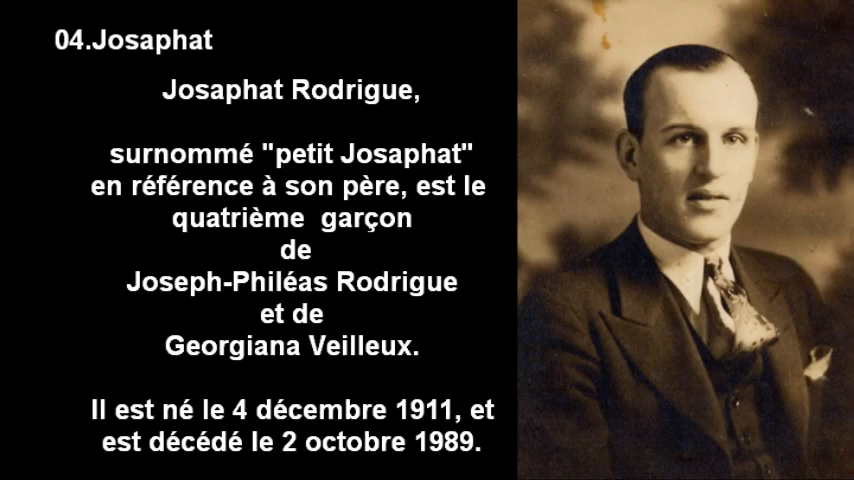 04.Josaphat
Josaphat Rodrigue,
surnommé "petit Josaphat"
en référence à son père, est le
quatrième  garçon
de
Joseph-Philéas Rodrigue
et de
Georgiana Veilleux.
Il est né le 4 décembre 1911, et
est décédé le 2 octobre 1989.